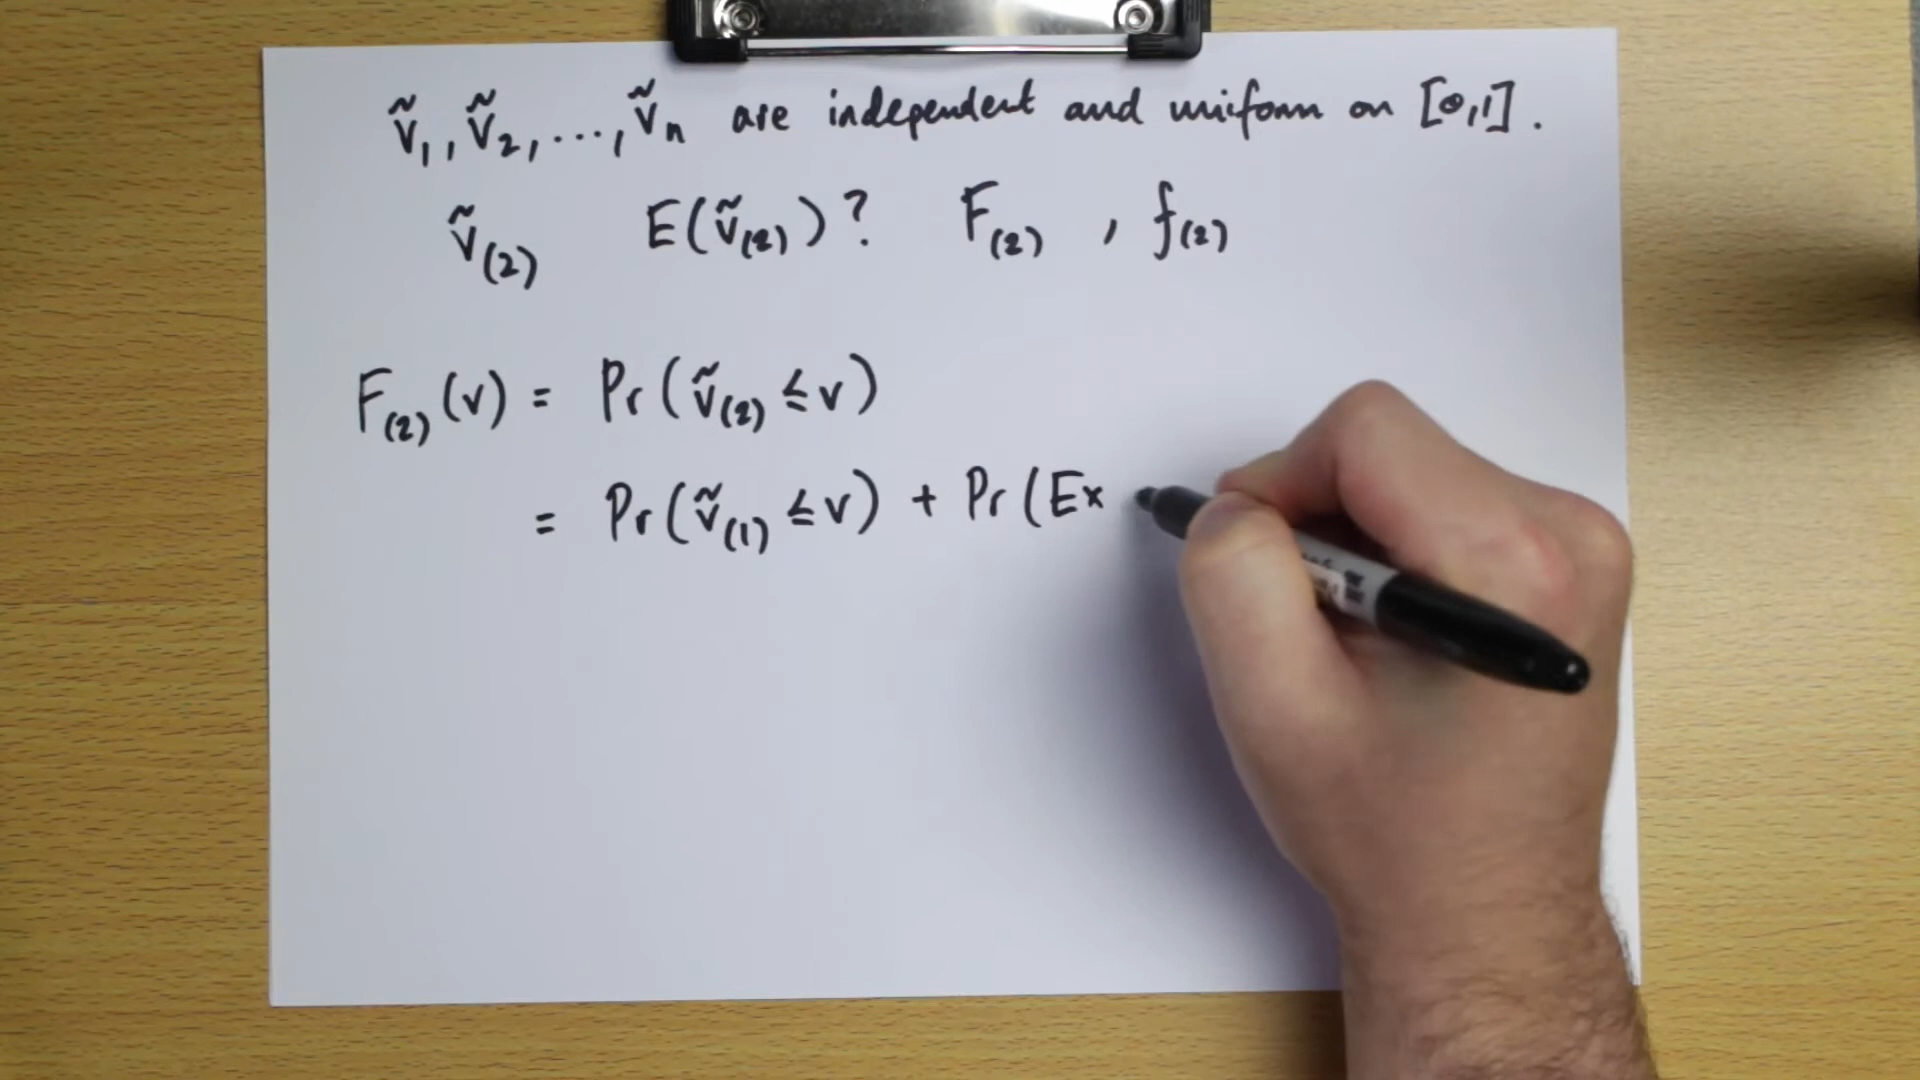 ṽ₁, ṽ₂, ..., ṽₙ are independent and uniform on [0,1].
ṽ₍₂₎ E(ṽ₍₂₎)? F₍₂₎ , f₍₂₎
F₍₂₎(v) = Pr(ṽ₍₂₎ ≤ v)
= Pr(ṽ₍₁₎ ≤ v) + Pr(Ex